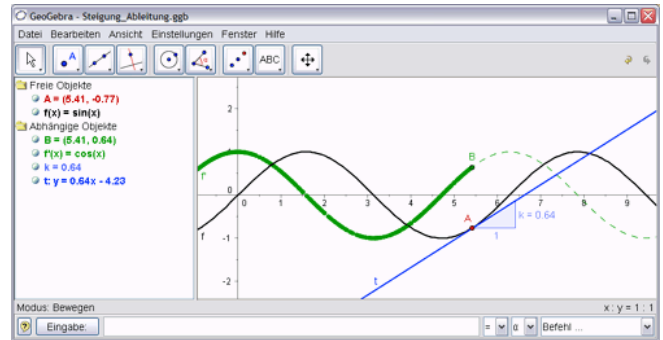 GeoGebra - Steigung_Ableitung.ggb
Datei Bearbeiten Ansicht Einstellungen Fenster Hilfe
A ABC
Freie Objekte
A = (5.41, -0.77)
f(x) = sin(x)
Abhängige Objekte
B = (5.41, 0.64)
f'(x) = cos(x)
k = 0.64
t: y = 0.64x - 4.23
2
1
f' B
0
0 1 2 3 4 5 6 7 8 9
A k = 0.64
f -1 1
-2 t
Modus: Bewegen x : y = 1 : 1
? Eingabe: = α Befehl ...